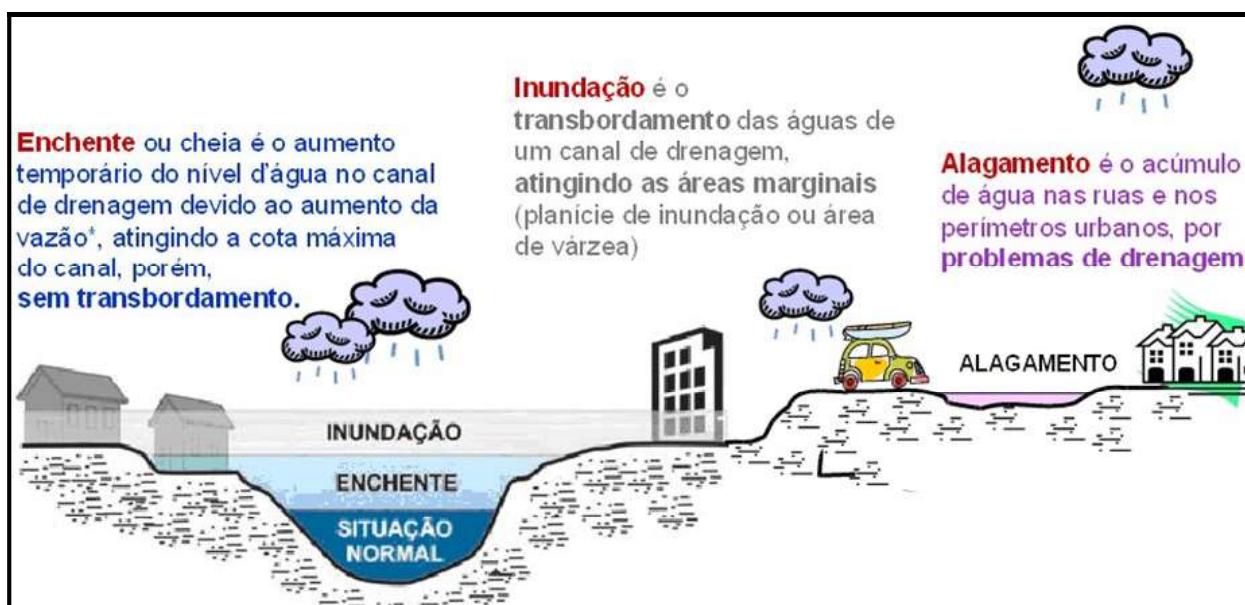 Enchente ou cheia é o aumento
temporário do nível d'água no canal
de drenagem devido ao aumento da
vazão*, atingindo a cota máxima
do canal, porém,
sem transbordamento.
Inundação é o
transbordamento das águas de
um canal de drenagem,
atingindo as áreas marginais
(planície de inundação ou área
de várzea)
Alagamento é o acúmulo
de água nas ruas e nos
perímetros urbanos, por
problemas de drenagem
ALAGAMENTO
INUNDAÇÃO
ENCHENTE
SITUAÇÃO
NORMAL